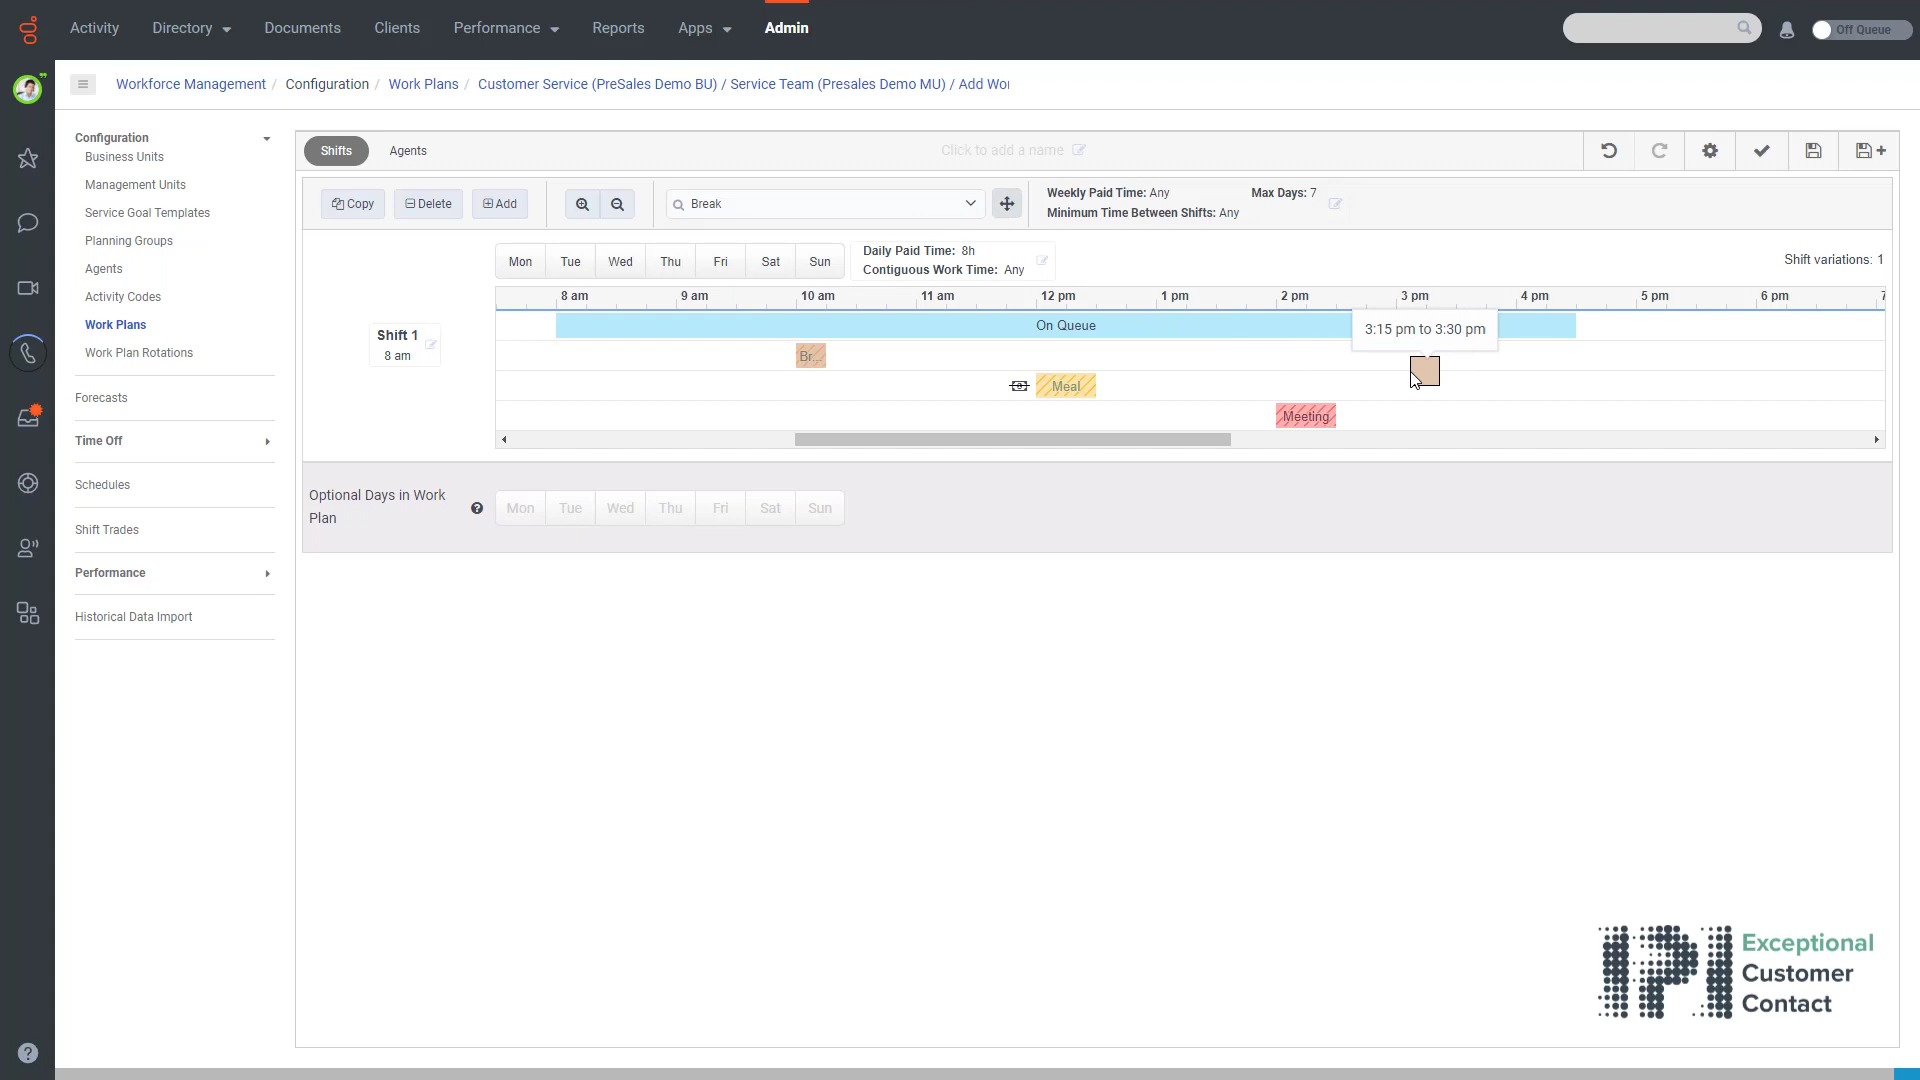 Activity Directory Documents Clients Performance Reports Apps Admin
Off Queue
Workforce Management / Configuration / Work Plans / Customer Service (PreSales Demo BU) / Service Team (Presales Demo MU) / Add Wor
Configuration
Business Units
Management Units
Service Goal Templates
Planning Groups
Agents
Activity Codes
Work Plans
Work Plan Rotations
Forecasts
Time Off
Schedules
Shift Trades
Performance
Historical Data Import
Shifts Agents Click to add a name
Copy Delete Add Break
Weekly Paid Time: Any Max Days: 7
Minimum Time Between Shifts: Any
Mon Tue Wed Thu Fri Sat Sun
Daily Paid Time: 8h
Contiguous Work Time: Any
Shift variations: 1
8 am 9 am 10 am 11 am 12 pm 1 pm 2 pm 3 pm 4 pm 5 pm 6 pm 7
Shift 1
8 am
On Queue
3:15 pm to 3:30 pm
Br...
Meal
Meeting
Optional Days in Work
Plan
Mon Tue Wed Thu Fri Sat Sun
IPI
Exceptional
Customer
Contact